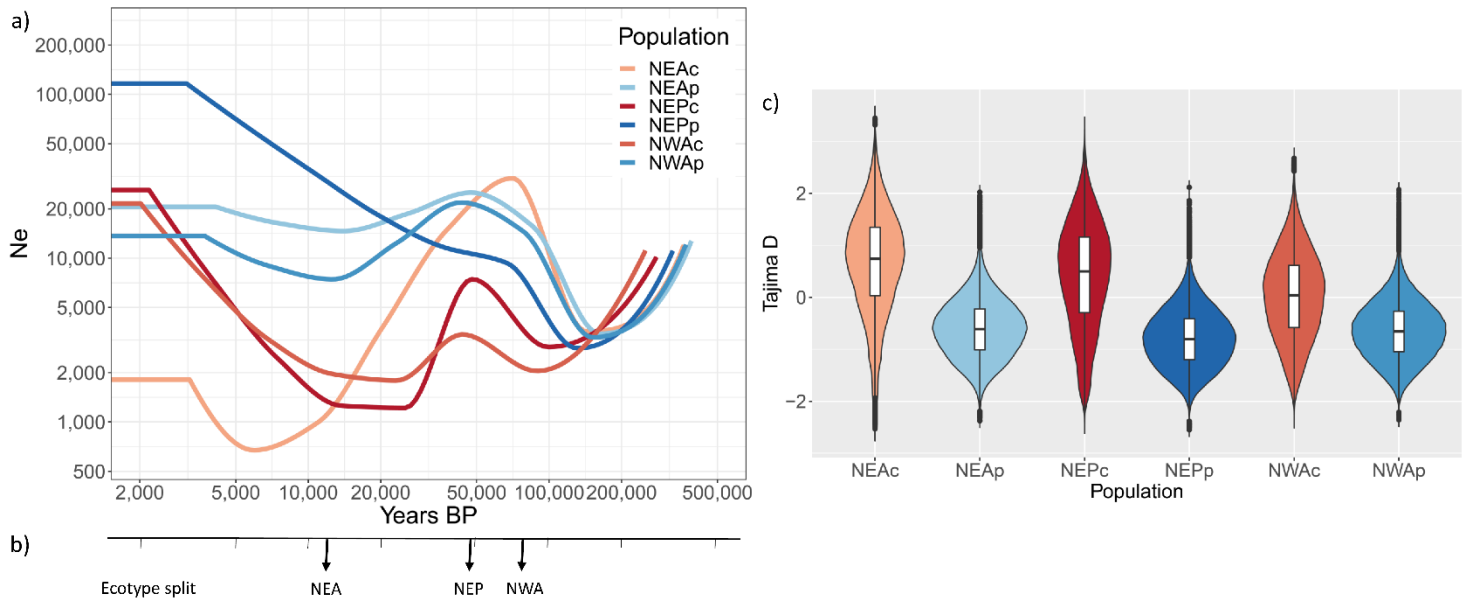 a)
200,000
100,000
50,000
20,000
10,000
5,000
2,000
1,000
500
Ne
Population
NEAc
NEAp
NEPc
NEPp
NWAc
NWAp
2,000 5,000 10,000 20,000 50,000 100,000 200,000 500,000
Years BP
b)
Ecotype split NEA NEP NWA
c)
Tajima D
2
0
−2
NEAc NEAp NEPc NEPp NWAc NWAp
Population